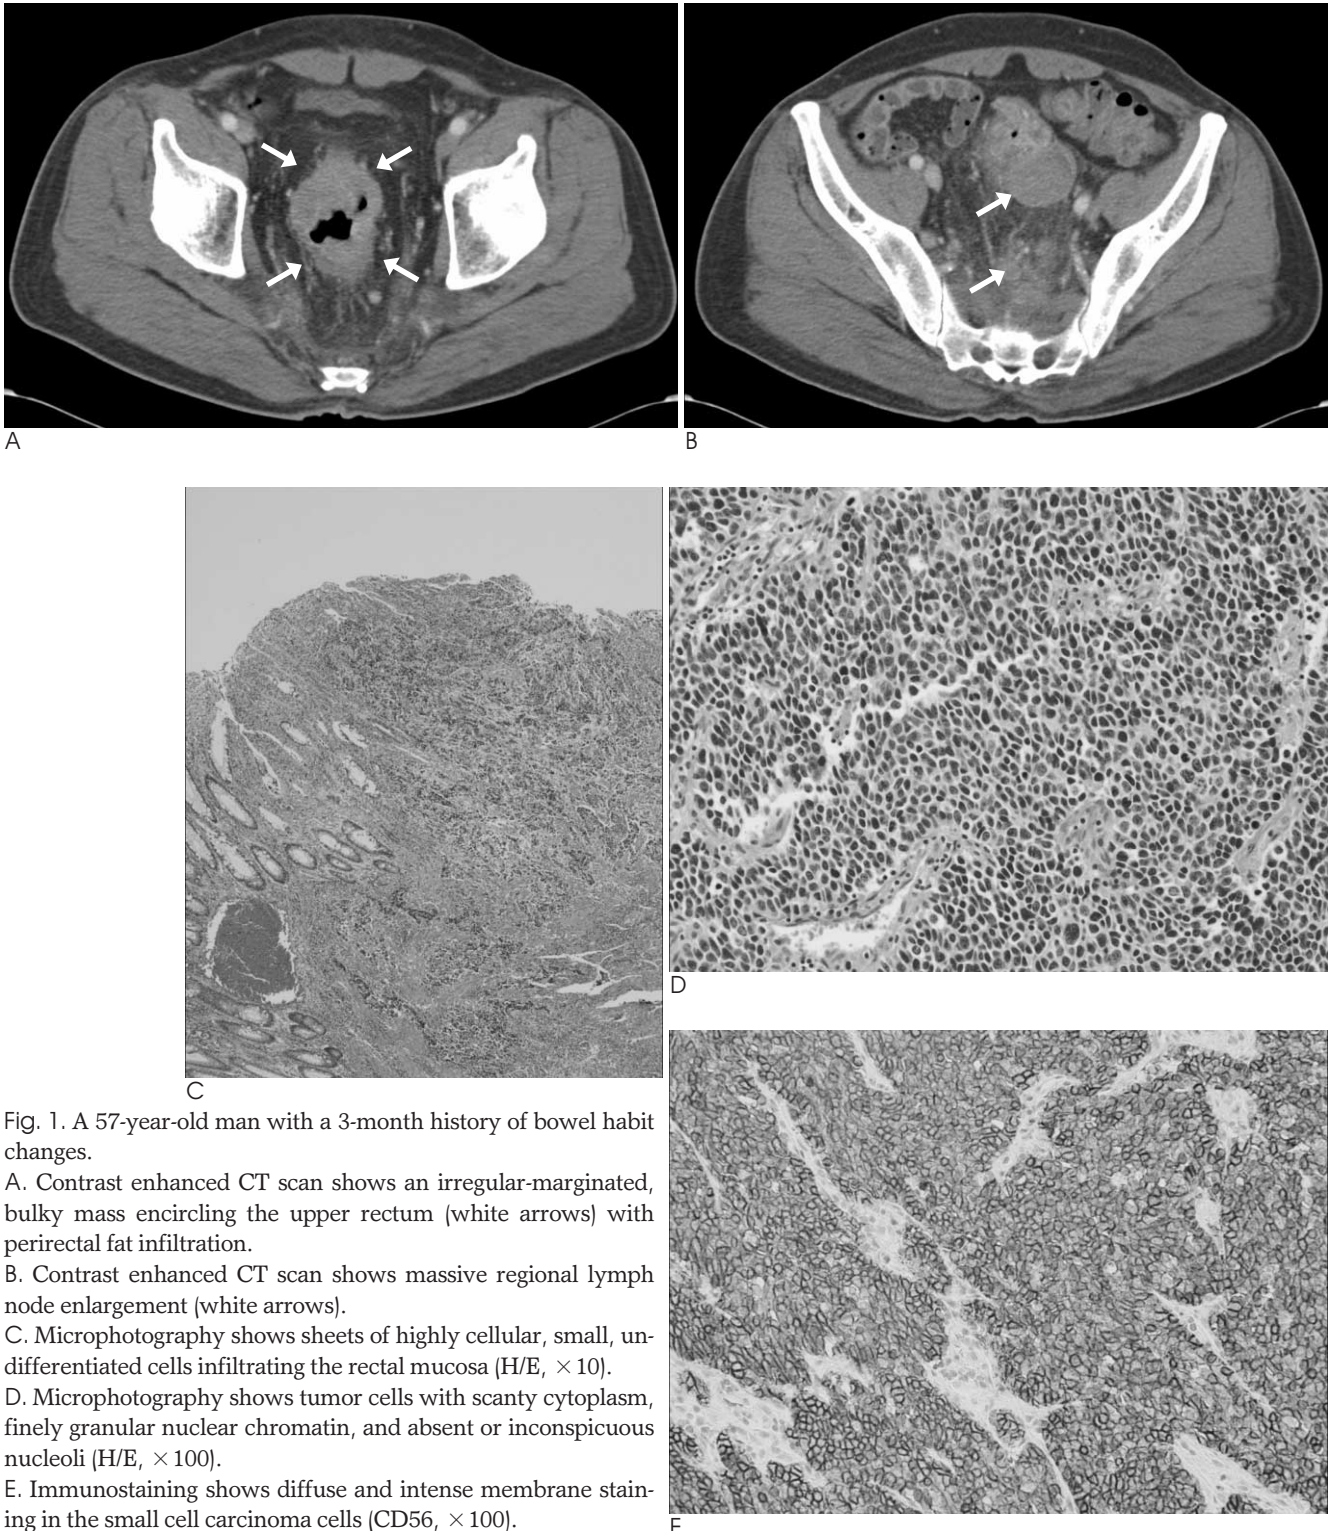 A
B
C
D
E
Fig. 1. A 57-year-old man with a 3-month history of bowel habit
changes.
A. Contrast enhanced CT scan shows an irregular-marginated,
bulky mass encircling the upper rectum (white arrows) with
perirectal fat infiltration.
B. Contrast enhanced CT scan shows massive regional lymph
node enlargement (white arrows).
C. Microphotography shows sheets of highly cellular, small, un-
differentiated cells infiltrating the rectal mucosa (H/E, ×10).
D. Microphotography shows tumor cells with scanty cytoplasm,
finely granular nuclear chromatin, and absent or inconspicuous
nucleoli (H/E, ×100).
E. Immunostaining shows diffuse and intense membrane stain-
ing in the small cell carcinoma cells (CD56, ×100).